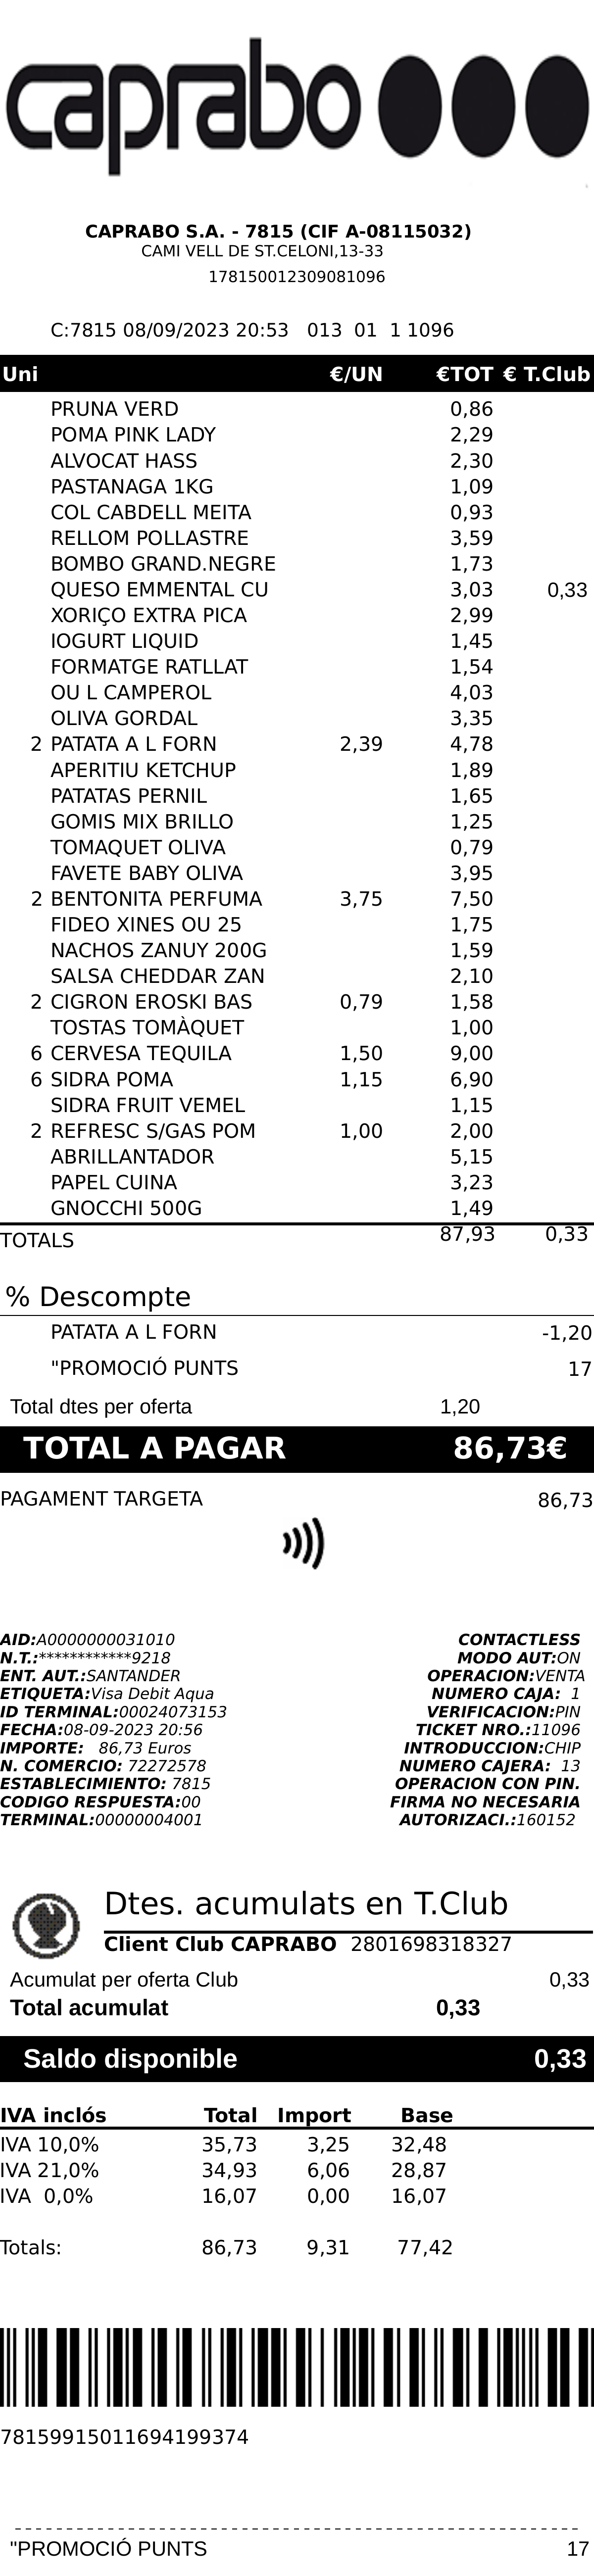 caprabo
CAPRABO S.A. - 7815 (CIF A-08115032)
CAMI VELL DE ST.CELONI,13-33
178150012309081096
C:7815 08/09/2023 20:53 013 01 1 1096
Uni €/UN €TOT € T.Club
PRUNA VERD 0,86
POMA PINK LADY 2,29
ALVOCAT HASS 2,30
PASTANAGA 1KG 1,09
COL CABDELL MEITA 0,93
RELLOM POLLASTRE 3,59
BOMBO GRAND.NEGRE 1,73
QUESO EMMENTAL CU 3,03 0,33
XORIÇO EXTRA PICA 2,99
IOGURT LIQUID 1,45
FORMATGE RATLLAT 1,54
OU L CAMPEROL 4,03
OLIVA GORDAL 3,35
2 PATATA A L FORN 2,39 4,78
APERITIU KETCHUP 1,89
PATATAS PERNIL 1,65
GOMIS MIX BRILLO 1,25
TOMAQUET OLIVA 0,79
FAVETE BABY OLIVA 3,95
2 BENTONITA PERFUMA 3,75 7,50
FIDEO XINES OU 25 1,75
NACHOS ZANUY 200G 1,59
SALSA CHEDDAR ZAN 2,10
2 CIGRON EROSKI BAS 0,79 1,58
TOSTAS TOMÀQUET 1,00
6 CERVESA TEQUILA 1,50 9,00
6 SIDRA POMA 1,15 6,90
SIDRA FRUIT VEMEL 1,15
2 REFRESC S/GAS POM 1,00 2,00
ABRILLANTADOR 5,15
PAPEL CUINA 3,23
GNOCCHI 500G 1,49
TOTALS 87,93 0,33
% Descompte
PATATA A L FORN -1,20
"PROMOCIÓ PUNTS 17
Total dtes per oferta 1,20
TOTAL A PAGAR 86,73€
PAGAMENT TARGETA 86,73
AID:A0000000031010 CONTACTLESS
N.T.:************9218 MODO AUT:ON
ENT. AUT.:SANTANDER OPERACION:VENTA
ETIQUETA:Visa Debit Aqua NUMERO CAJA: 1
ID TERMINAL:00024073153 VERIFICACION:PIN
FECHA:08-09-2023 20:56 TICKET NRO.:11096
IMPORTE: 86,73 Euros INTRODUCCION:CHIP
N. COMERCIO: 72272578 NUMERO CAJERA: 13
ESTABLECIMIENTO: 7815 OPERACION CON PIN.
CODIGO RESPUESTA:00 FIRMA NO NECESARIA
TERMINAL:00000004001 AUTORIZACI.:160152
Dtes. acumulats en T.Club
Client Club CAPRABO 2801698318327
Acumulat per oferta Club 0,33
Total acumulat 0,33
Saldo disponible 0,33
IVA inclós Total Import Base
IVA 10,0% 35,73 3,25 32,48
IVA 21,0% 34,93 6,06 28,87
IVA 0,0% 16,07 0,00 16,07
Totals: 86,73 9,31 77,42
78159915011694199374
"PROMOCIÓ PUNTS 17